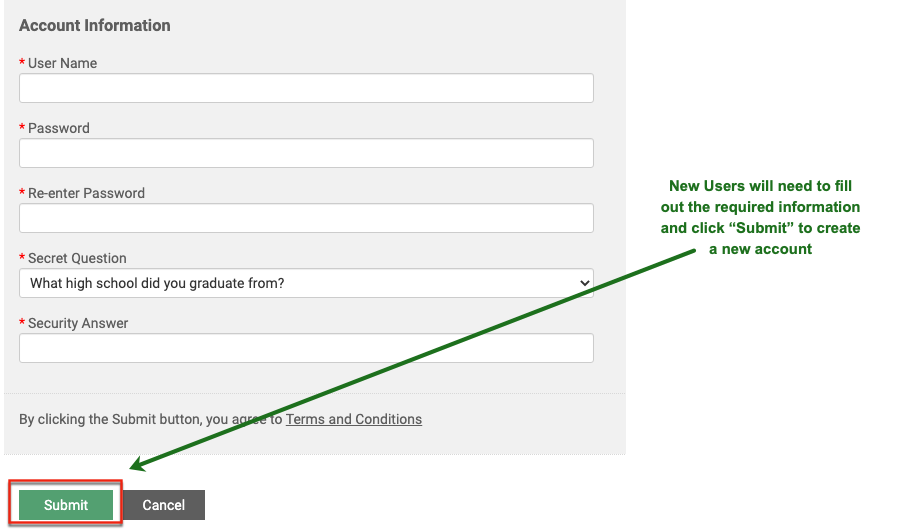 Account Information
* User Name
* Password
* Re-enter Password
* Secret Question
What high school did you graduate from?
* Security Answer
New Users will need to fill
out the required information
and click “Submit” to create
a new account
By clicking the Submit button, you agree to Terms and Conditions
Submit
Cancel